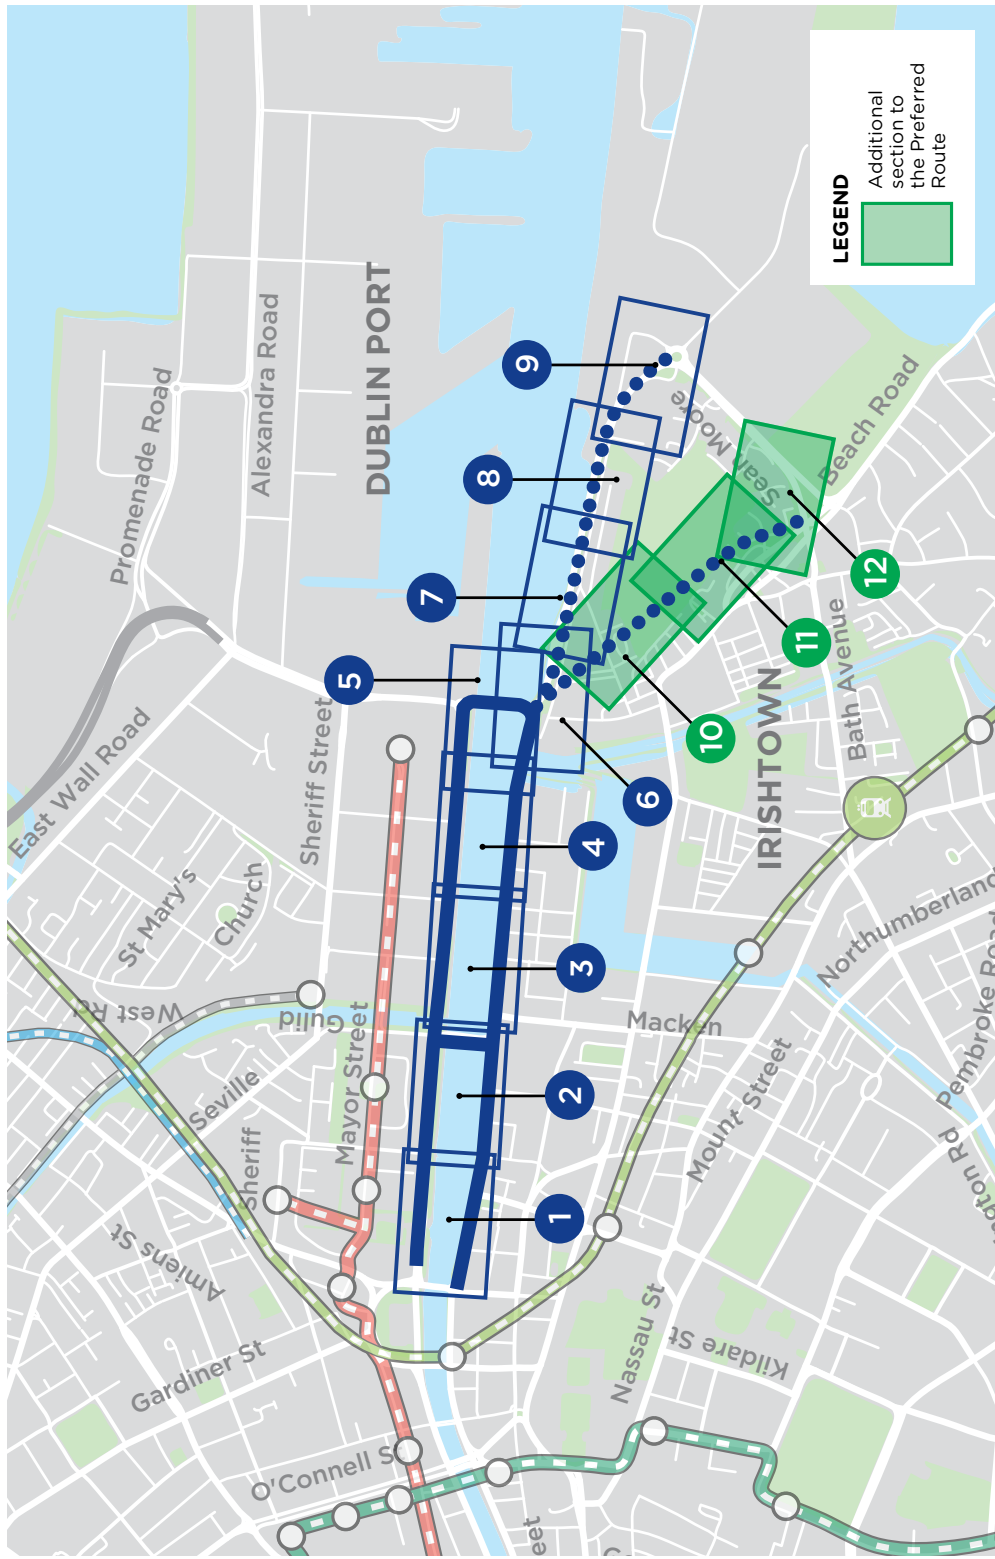 Promenade Road
Alexandra Road
DUBLIN PORT
East Wall Road
Sheriff Street
St Mary's
Church
West Rd
Guild
Mayor Street
Seville
Sheriff
Amiens St
Gardiner St
O'Connell St
Nassau St
Kildare St
Mount Street
Macken
Northumberland
Pembroke Road
ngton Rd
eet
IRISHTOWN
Bath Avenue
Beach Road
Sean Moore
1
2
3
4
5
6
7
8
9
10
11
12
LEGEND
Additional
section to
the Preferred
Route